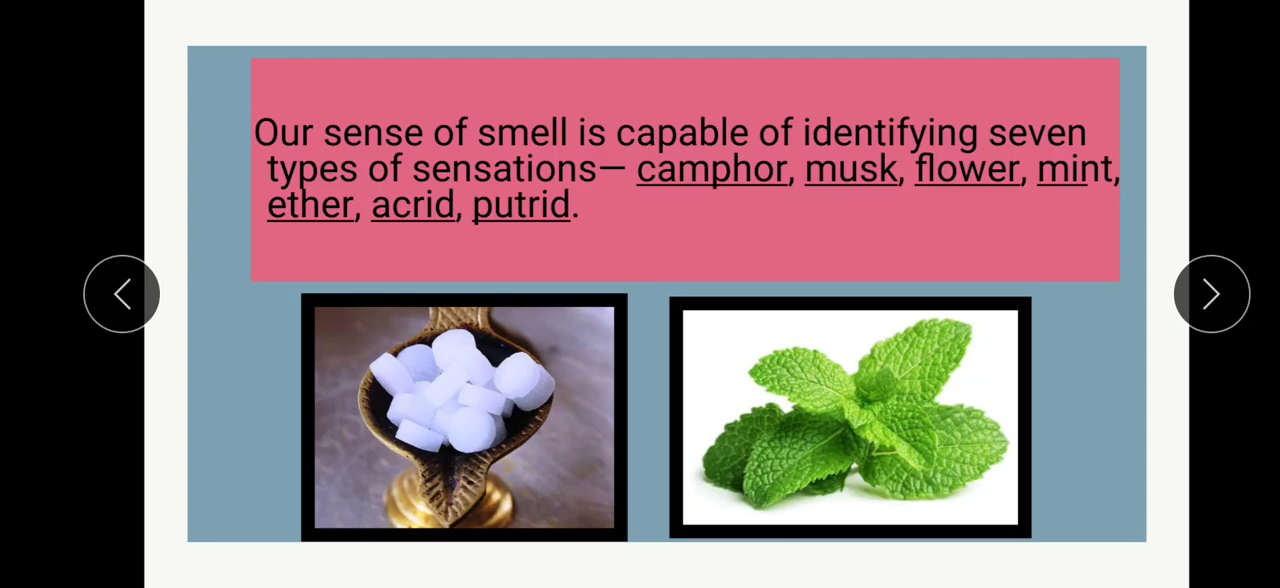 Our sense of smell is capable of identifying seven
types of sensations— camphor, musk, flower, mint,
ether, acrid, putrid.